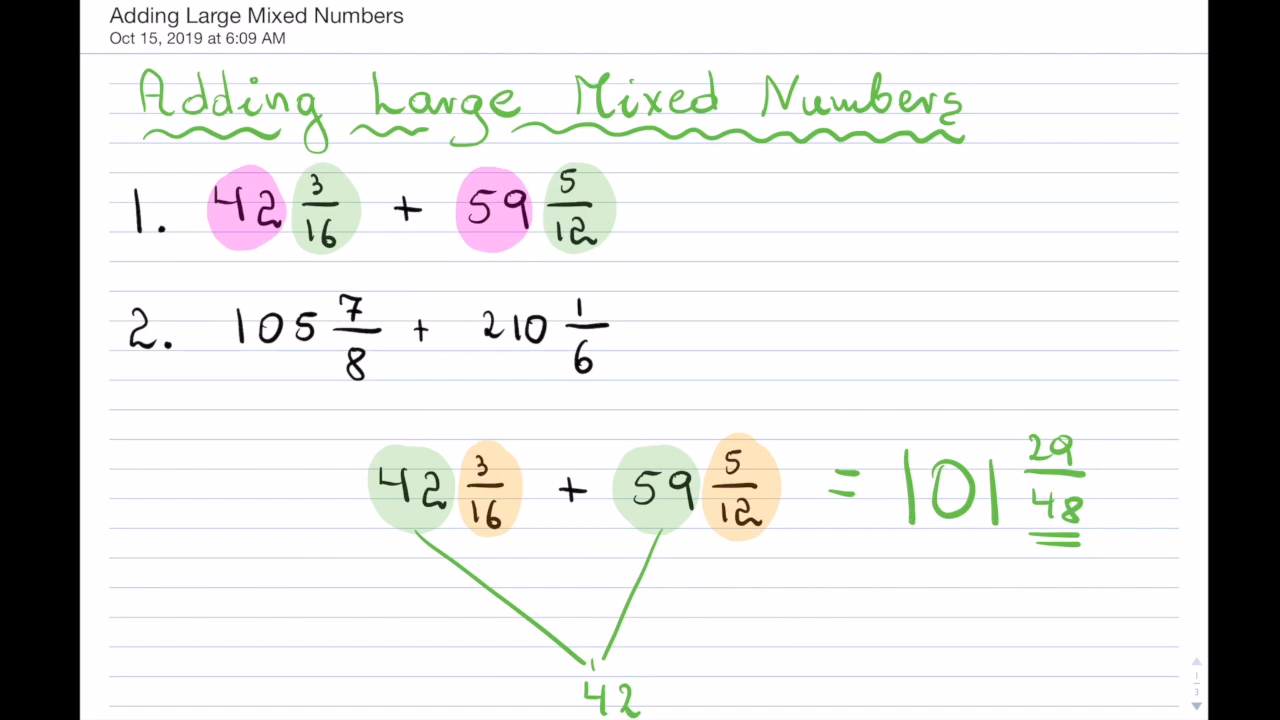 Adding Large Mixed Numbers
Oct 15, 2019 at 6:09 AM
Adding Large Mixed Numbers
1. 42 3/16 + 59 5/12
2. 105 7/8 + 210 1/6
42 3/16 + 59 5/12 = 101 29/48
42
1/3